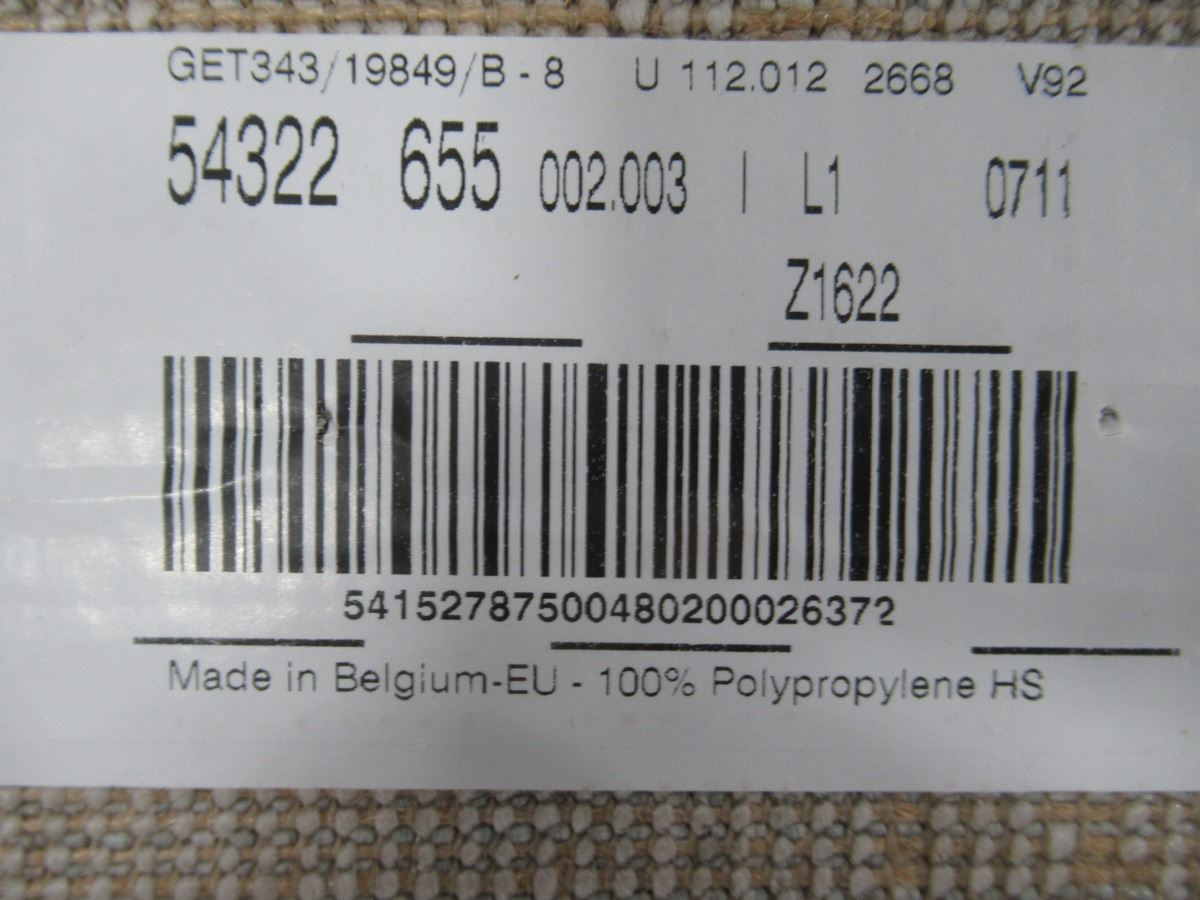 GET343/19849/B - 8 U 112.012 2668 V92
54322 655 002.003 I L1 0711
Z1622
54152787500480200026372
Made in Belgium-EU - 100% Polypropylene HS